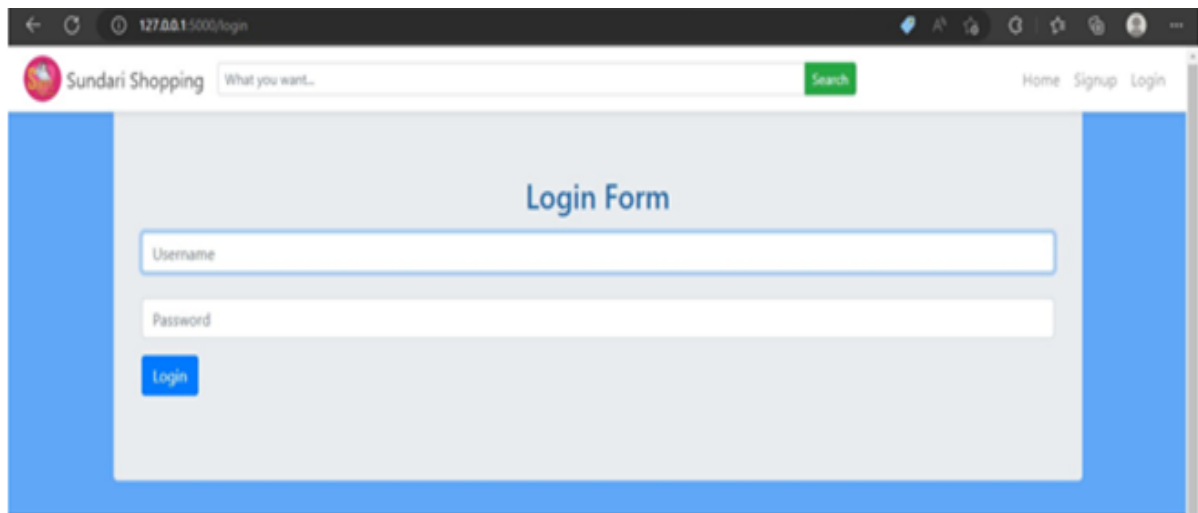 127.0.0.1:5000/login
Sundari Shopping What you want... Search Home Signup Login
Login Form
Username
Password
Login